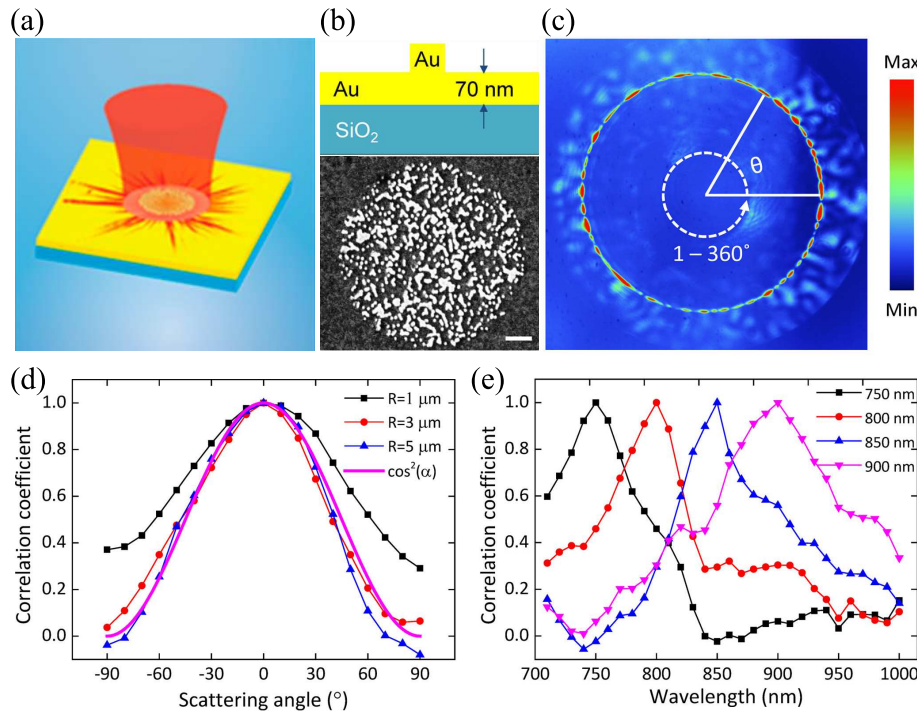 (a)
(b)
Au
Au
70 nm
SiO₂
(c)
θ
1 – 360°
Max
Min
(d)
Correlation coefficient
1.0
0.8
0.6
0.4
0.2
0.0
R=1 μm
R=3 μm
R=5 μm
cos²(α)
-90 -60 -30 0 30 60 90
Scattering angle (°)
(e)
Correlation coefficient
1.0
0.8
0.6
0.4
0.2
0.0
750 nm
800 nm
850 nm
900 nm
700 750 800 850 900 950 1000
Wavelength (nm)